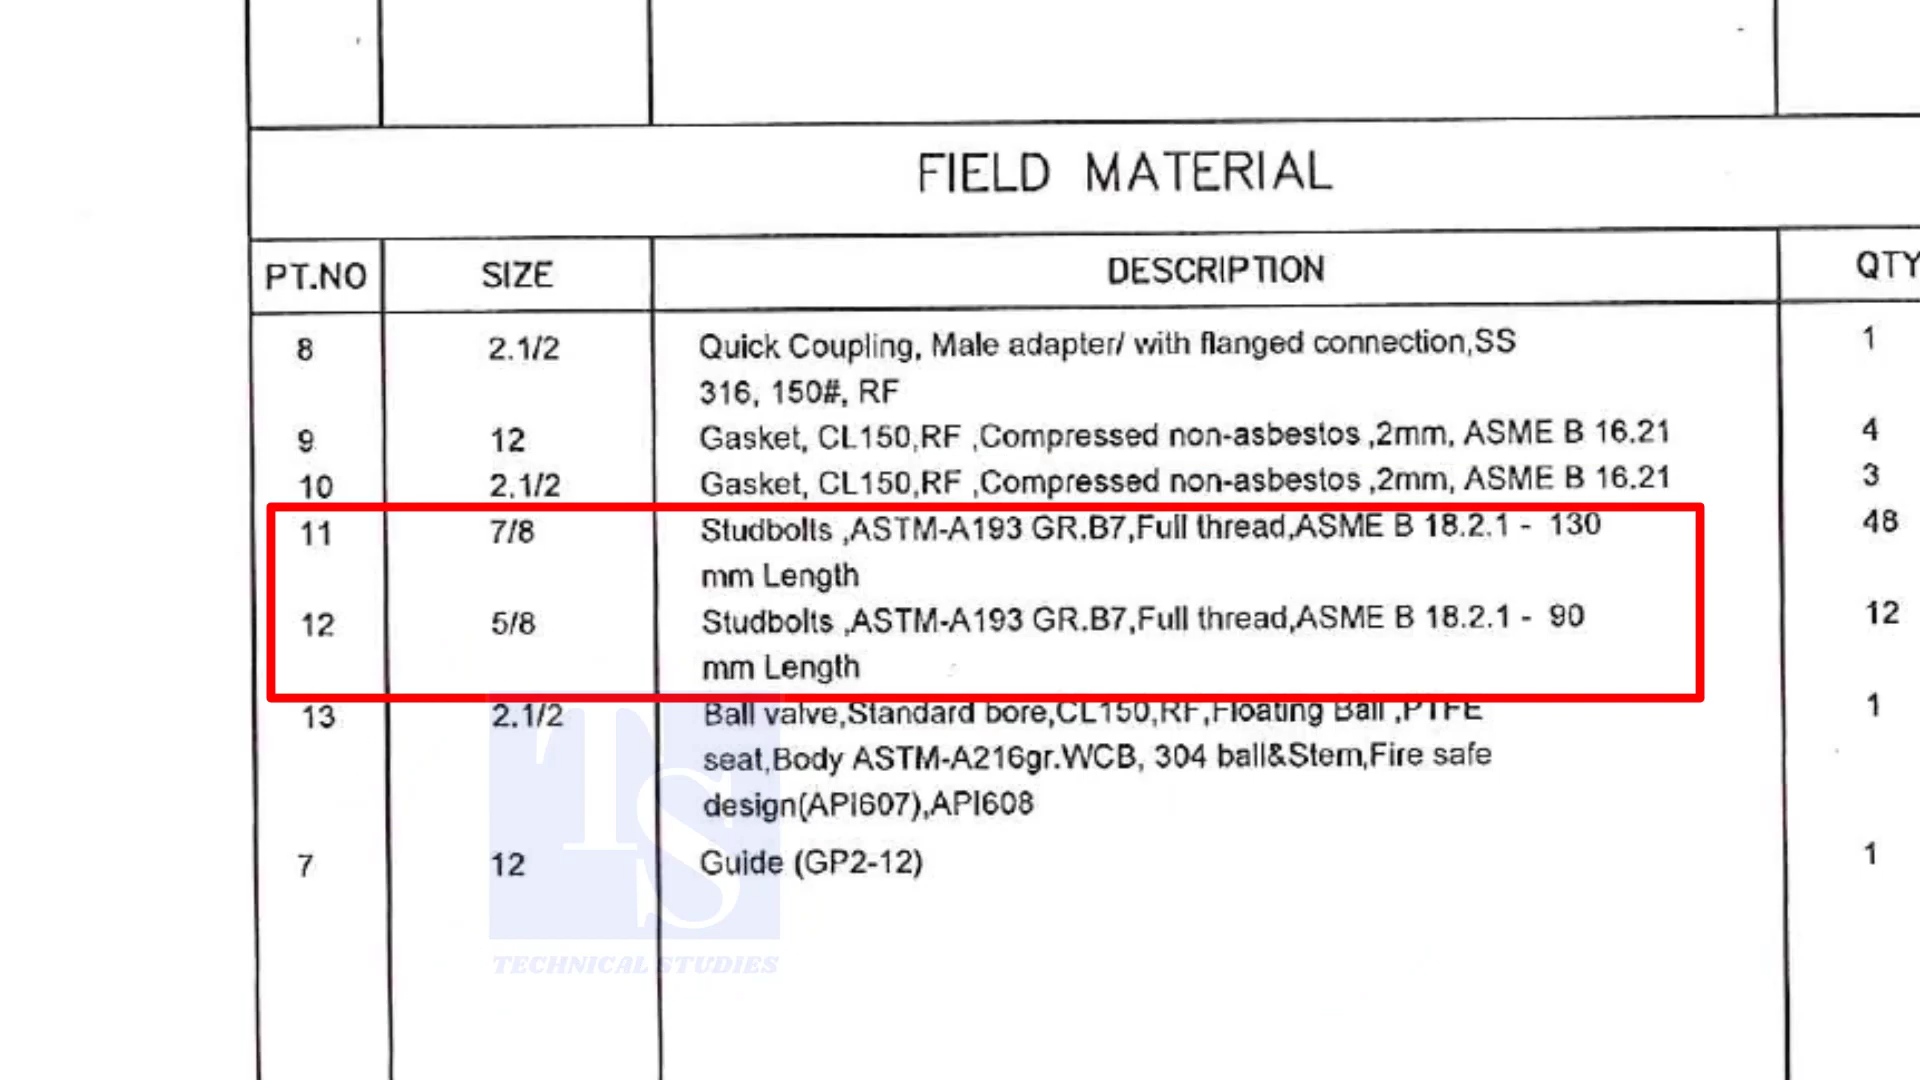 FIELD MATERIAL
PT.NO SIZE DESCRIPTION QTY
8 2.1/2 Quick Coupling, Male adapter/ with flanged connection,SS 1
316, 150#, RF
9 12 Gasket, CL150,RF ,Compressed non-asbestos ,2mm, ASME B 16.21 4
10 2.1/2 Gasket, CL150,RF ,Compressed non-asbestos ,2mm, ASME B 16.21 3
11 7/8 Studbolts ,ASTM-A193 GR.B7,Full thread,ASME B 18.2.1 - 130 48
mm Length
12 5/8 Studbolts ,ASTM-A193 GR.B7,Full thread,ASME B 18.2.1 - 90 12
mm Length
13 2.1/2 Ball valve,Standard bore,CL150,RF,Floating Ball ,PTFE 1
seat,Body ASTM-A216gr.WCB, 304 ball&Stem,Fire safe
design(API607),API608
7 12 Guide (GP2-12) 1
TS
TECHNICAL STUDIES